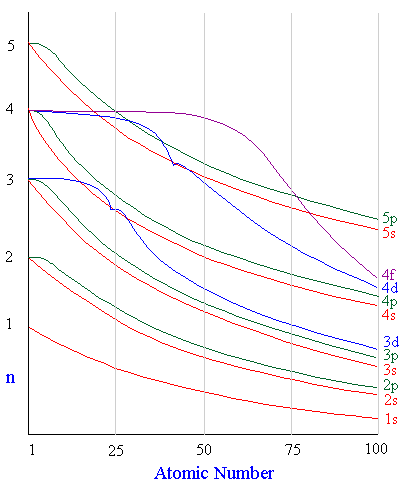 5
4
3
2
1
n
5p
5s
4f
4d
4p
4s
3d
3p
3s
2p
2s
1s
1 25 50 75 100
Atomic Number